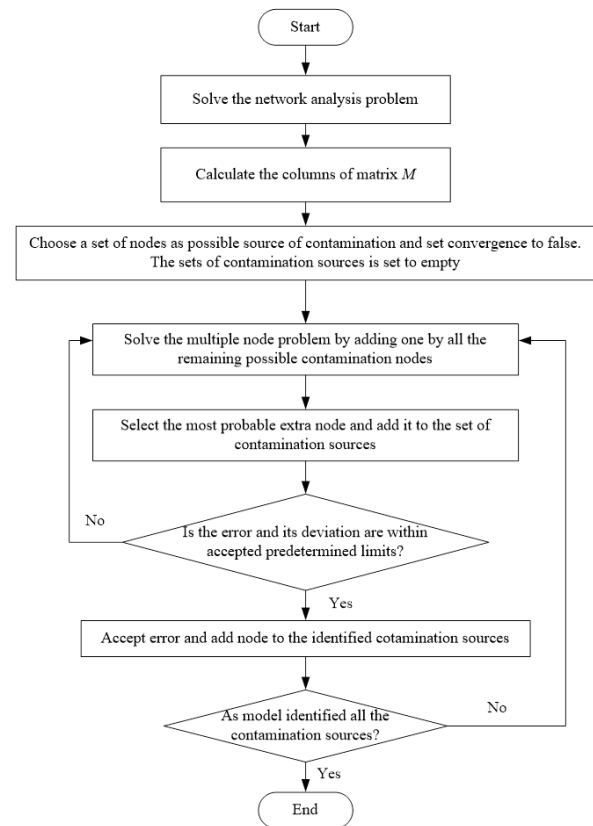 Start
Solve the network analysis problem
Calculate the columns of matrix M
Choose a set of nodes as possible source of contamination and set convergence to false.
The sets of contamination sources is set to empty
Solve the multiple node problem by adding one by all the
remaining possible contamination nodes
Select the most probable extra node and add it to the set of
contamination sources
No
Is the error and its deviation are within
accepted predetermined limits?
Yes
Accept error and add node to the identified cotamination sources
As model identified all the
contamination sources?
No
Yes
End